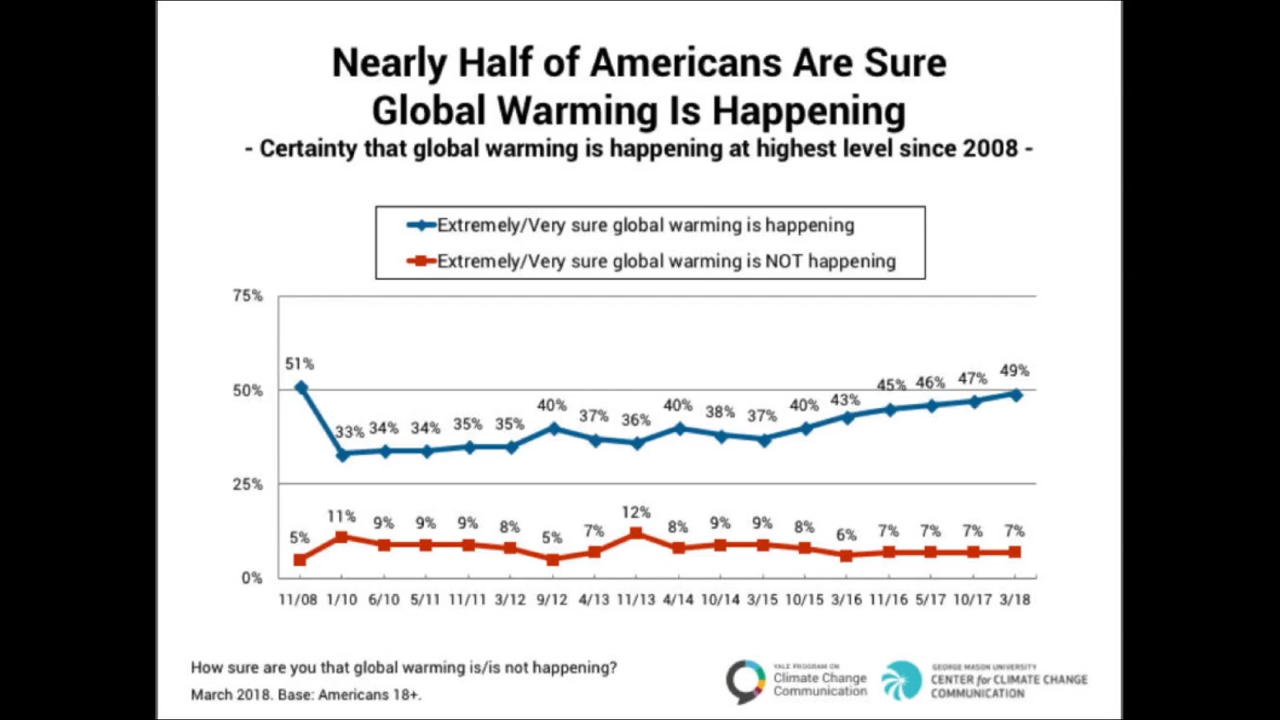 Nearly Half of Americans Are Sure
Global Warming Is Happening
- Certainty that global warming is happening at highest level since 2008 -
Extremely/Very sure global warming is happening
Extremely/Very sure global warming is NOT happening
75%
50%
25%
0%
51% 33% 34% 34% 35% 35% 40% 37% 36% 40% 38% 37% 40% 43% 45% 46% 47% 49%
5% 11% 9% 9% 9% 8% 5% 7% 12% 8% 9% 9% 8% 6% 7% 7% 7% 7%
11/08 1/10 6/10 5/11 11/11 3/12 9/12 4/13 11/13 4/14 10/14 3/15 10/15 3/16 11/16 5/17 10/17 3/18
How sure are you that global warming is/is not happening?
March 2018. Base: Americans 18+.
YALE PROGRAM ON
Climate Change
Communication
GEORGE MASON UNIVERSITY
CENTER for CLIMATE CHANGE
COMMUNICATION